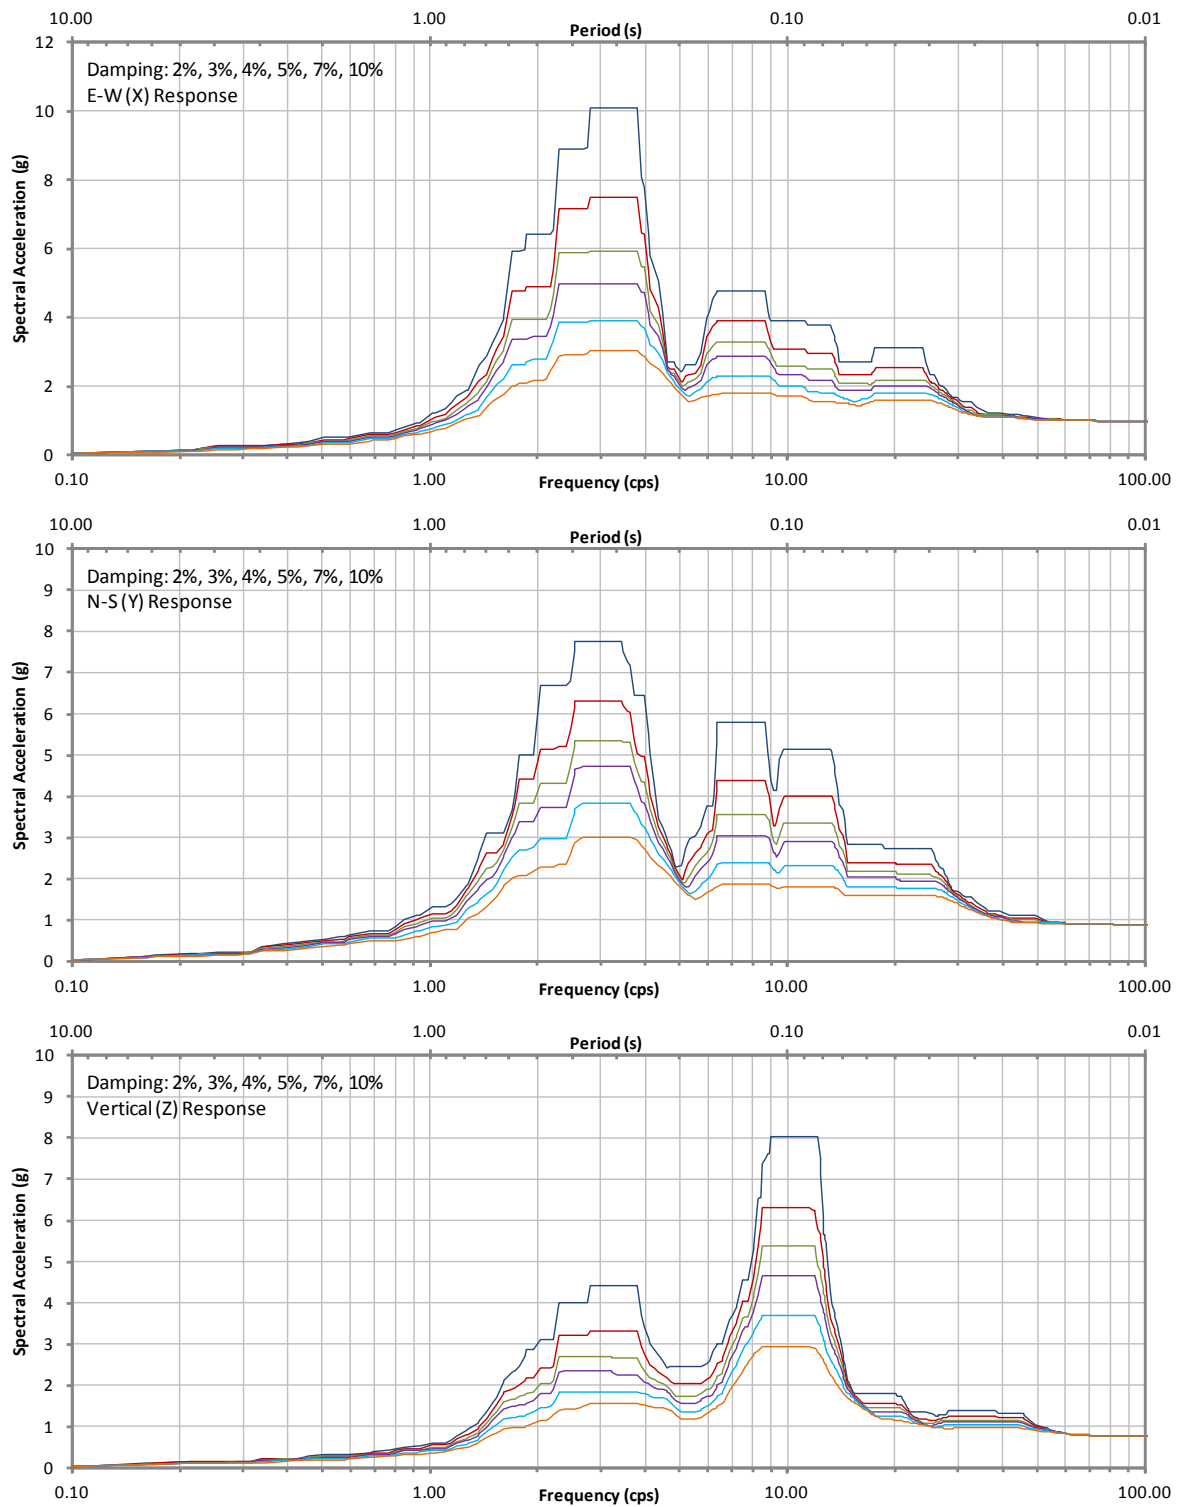 10.00 1.00 0.10 0.01
Period (s)
12
Damping: 2%, 3%, 4%, 5%, 7%, 10%
E-W (X) Response
10
8
6
4
2
0
Spectral Acceleration (g)
0.10 1.00 10.00 100.00
Frequency (cps)
10.00 1.00 0.10 0.01
Period (s)
10
Damping: 2%, 3%, 4%, 5%, 7%, 10%
N-S (Y) Response
9
8
7
6
5
4
3
2
1
0
Spectral Acceleration (g)
0.10 1.00 10.00 100.00
Frequency (cps)
10.00 1.00 0.10 0.01
Period (s)
10
Damping: 2%, 3%, 4%, 5%, 7%, 10%
Vertical (Z) Response
9
8
7
6
5
4
3
2
1
0
Spectral Acceleration (g)
0.10 1.00 10.00 100.00
Frequency (cps)